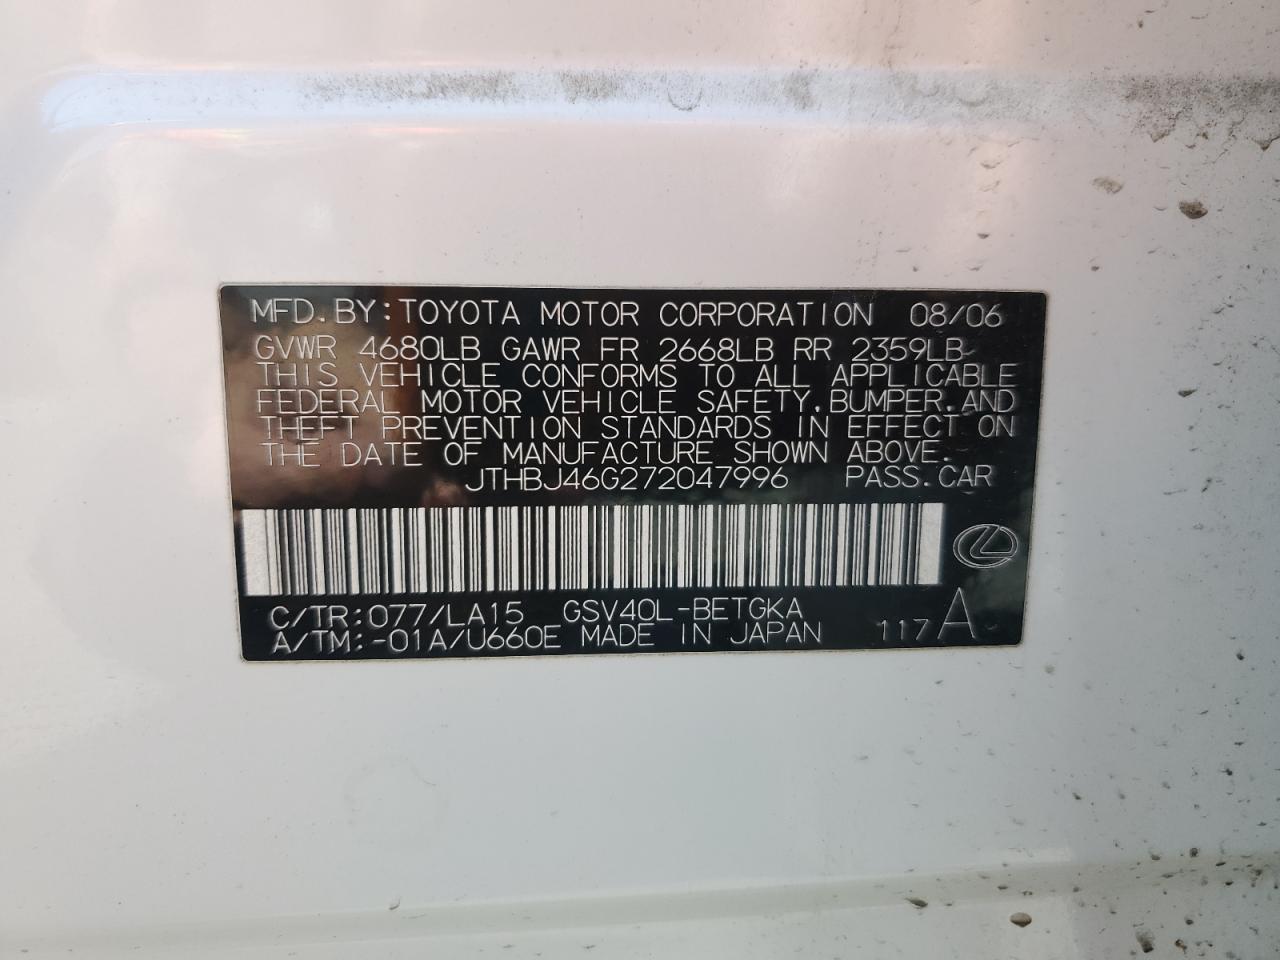 MFD. BY: TOYOTA MOTOR CORPORATION 08/06
GVWR 4680LB GAWR FR 2668LB RR 2359LB
THIS VEHICLE CONFORMS TO ALL APPLICABLE
FEDERAL MOTOR VEHICLE SAFETY, BUMPER, AND
THEFT PREVENTION STANDARDS IN EFFECT ON
THE DATE OF MANUFACTURE SHOWN ABOVE.
JTHBJ46G272047996 PASS. CAR
C/TR: 077/LA15 GSV40L-BETGKA
A/TM: -01A/U660E MADE IN JAPAN 117 A